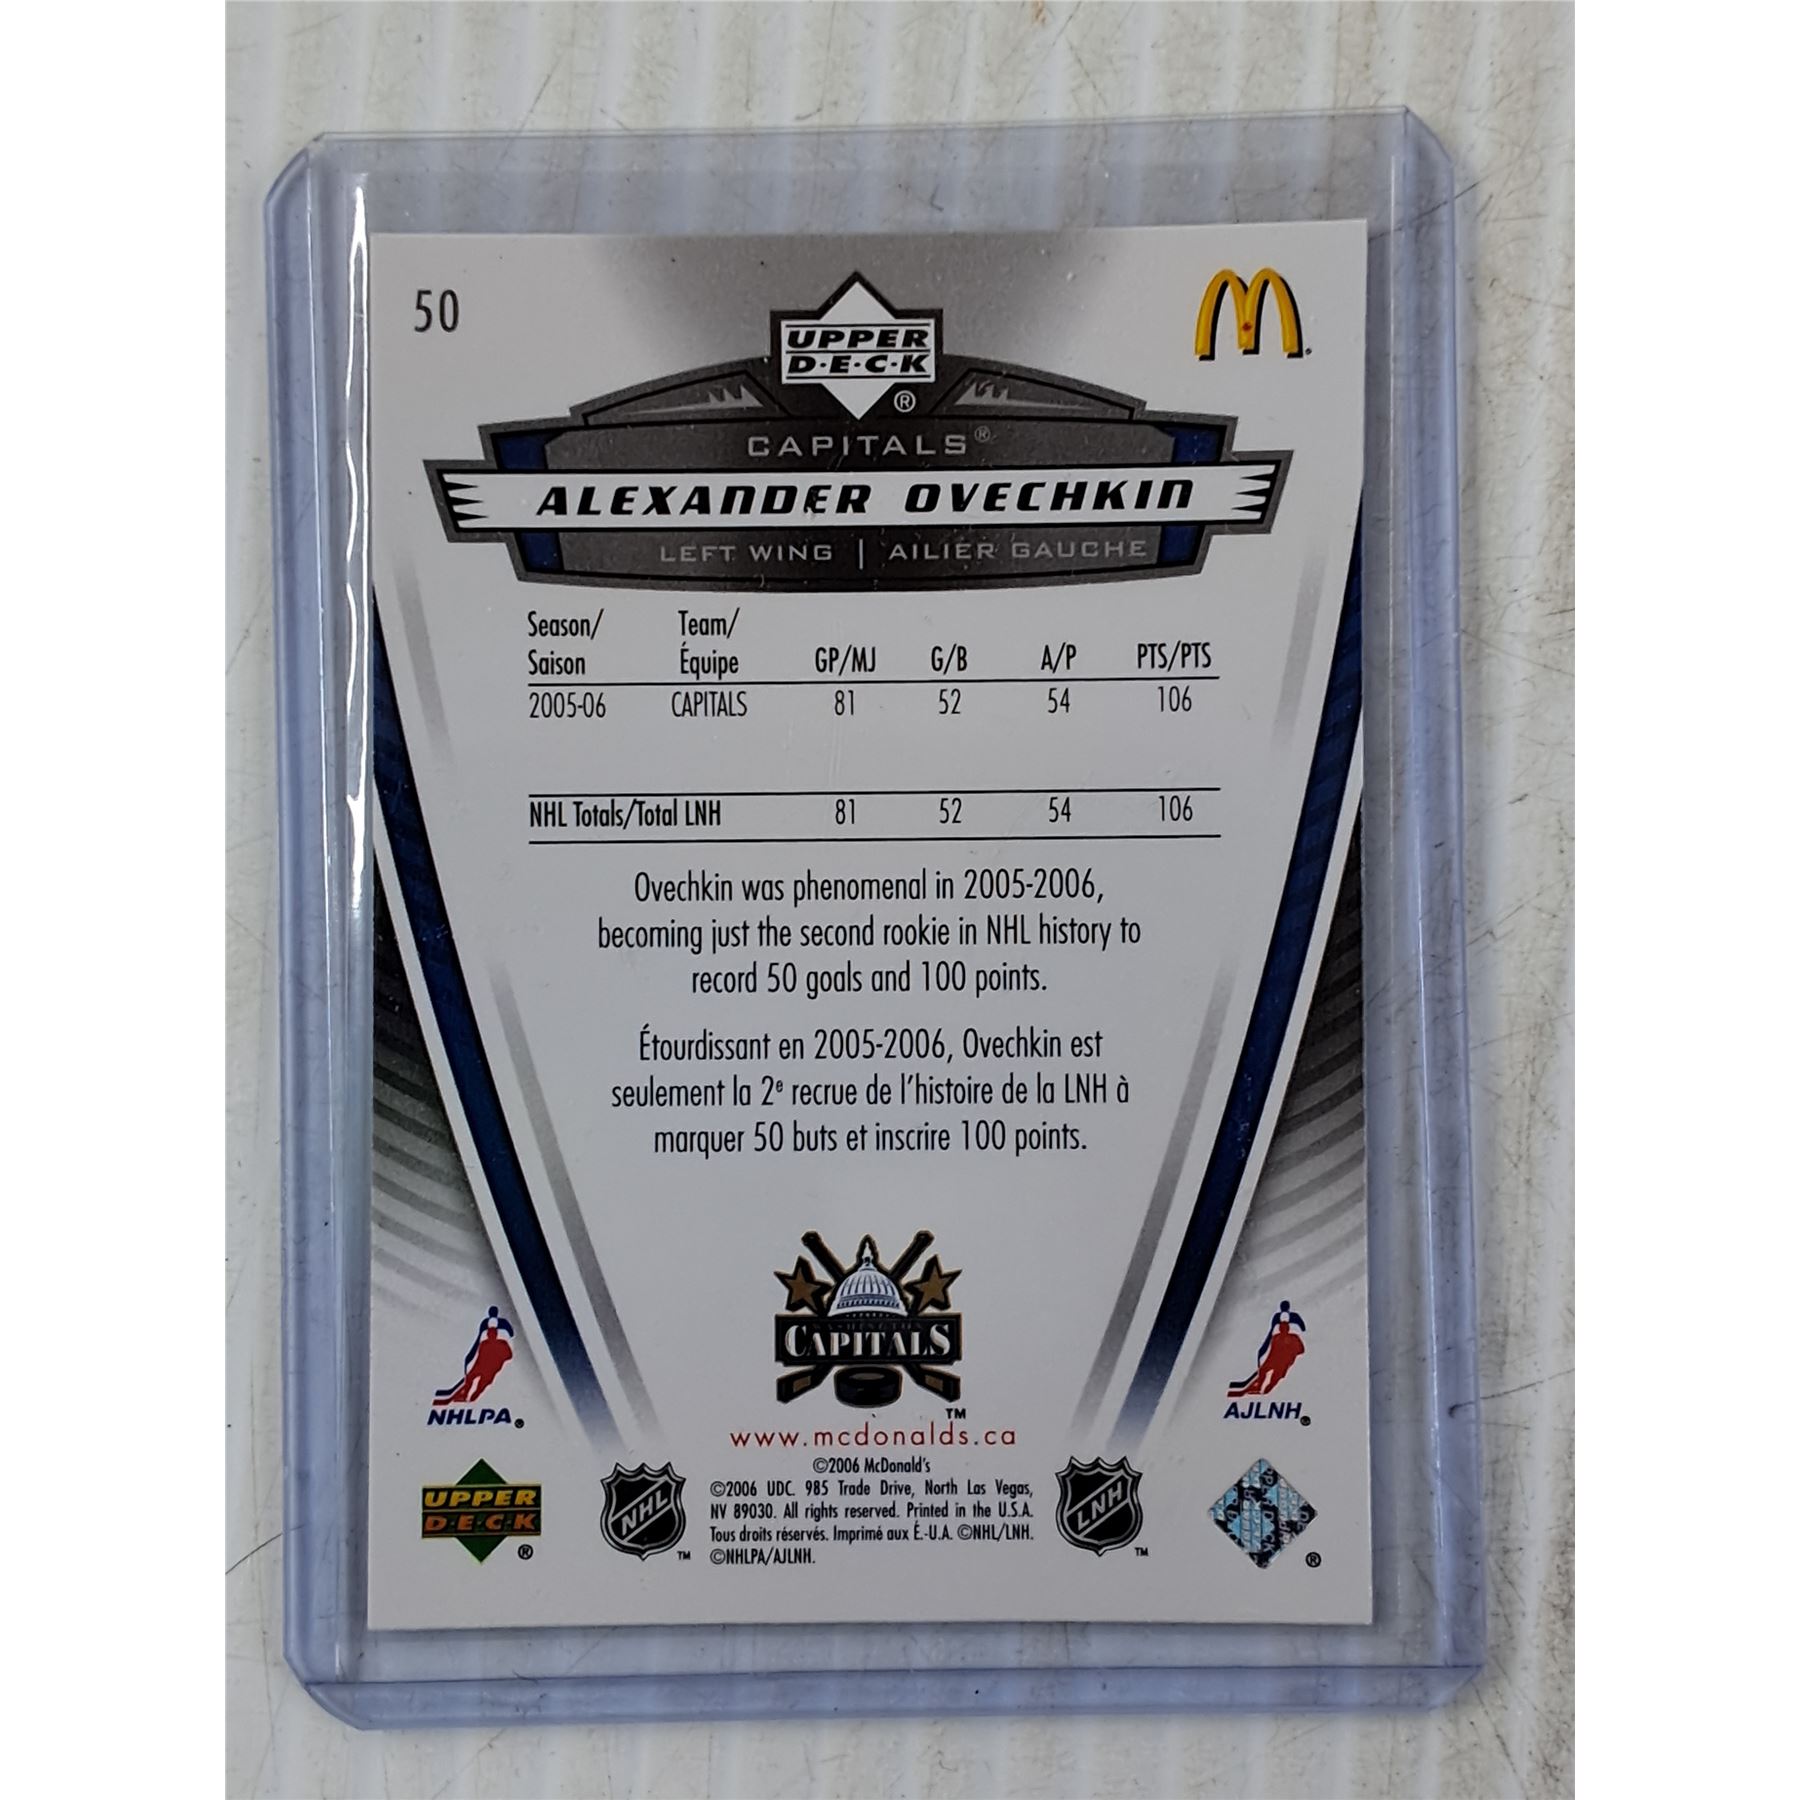 50
UPPER
D·E·C·K
®
CAPITALS®
ALEXANDER OVECHKIN
LEFT WING | AILIER GAUCHE
Season/ Team/
Saison Équipe GP/MJ G/B A/P PTS/PTS
2005-06 CAPITALS 81 52 54 106
NHL Totals/Total LNH 81 52 54 106
Ovechkin was phenomenal in 2005-2006,
becoming just the second rookie in NHL history to
record 50 goals and 100 points.
Étourdissant en 2005-2006, Ovechkin est
seulement la 2e recrue de l'histoire de la LNH à
marquer 50 buts et inscrire 100 points.
WASHINGTON
CAPITALS
TM
NHLPA®
AJLNH®
www.mcdonalds.ca
©2006 McDonald's
©2006 UDC. 985 Trade Drive, North Las Vegas,
NV 89030. All rights reserved. Printed in the U.S.A.
Tous droits réservés. Imprimé aux É.-U.A. ©NHL/LNH.
©NHLPA/AJLNH.
UPPER
D·E·C·K
®
NHL
TM
LNH
TM
®